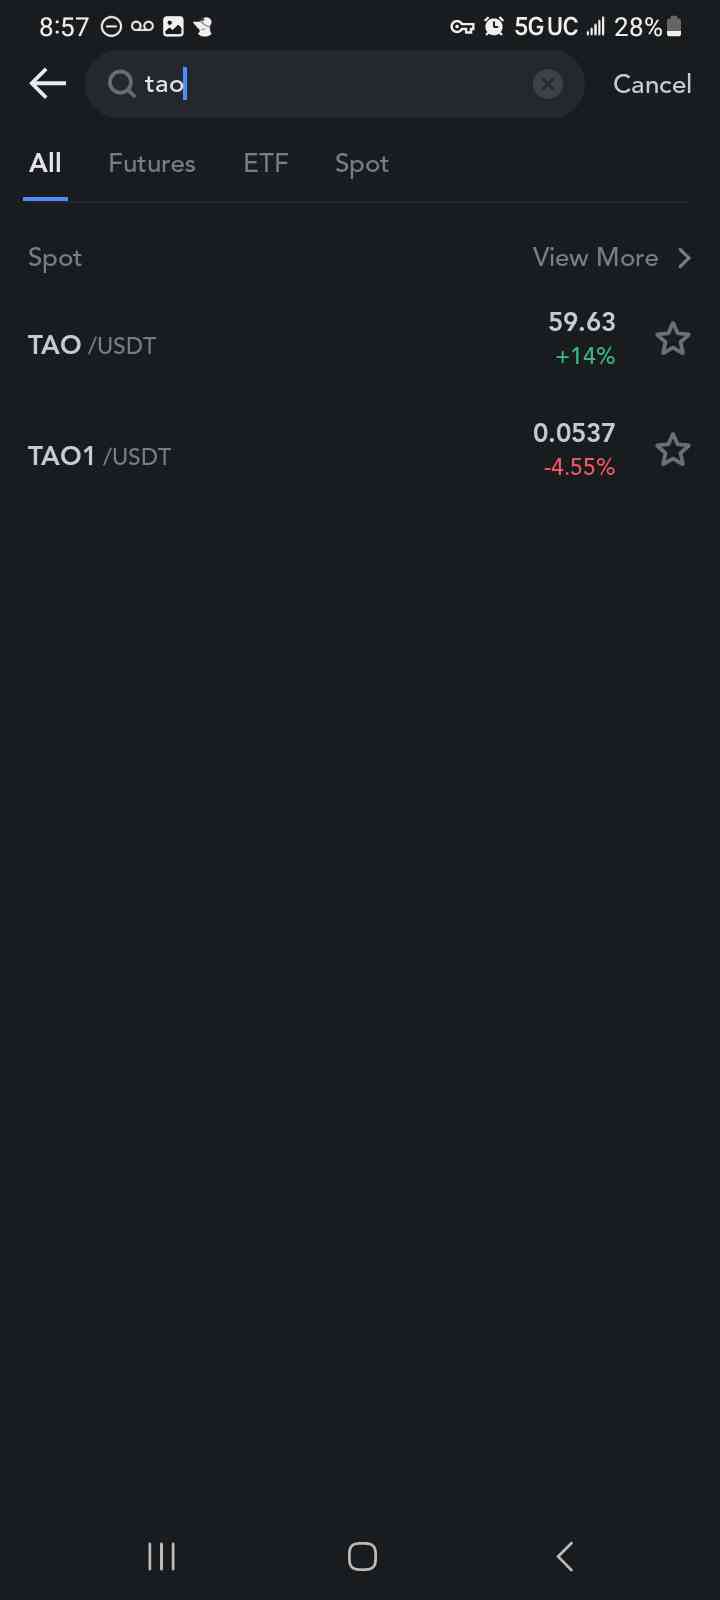 8:57 5G UC 28%
tao Cancel
All Futures ETF Spot
Spot View More
TAO /USDT 59.63
+14%
TAO1 /USDT 0.0537
-4.55%